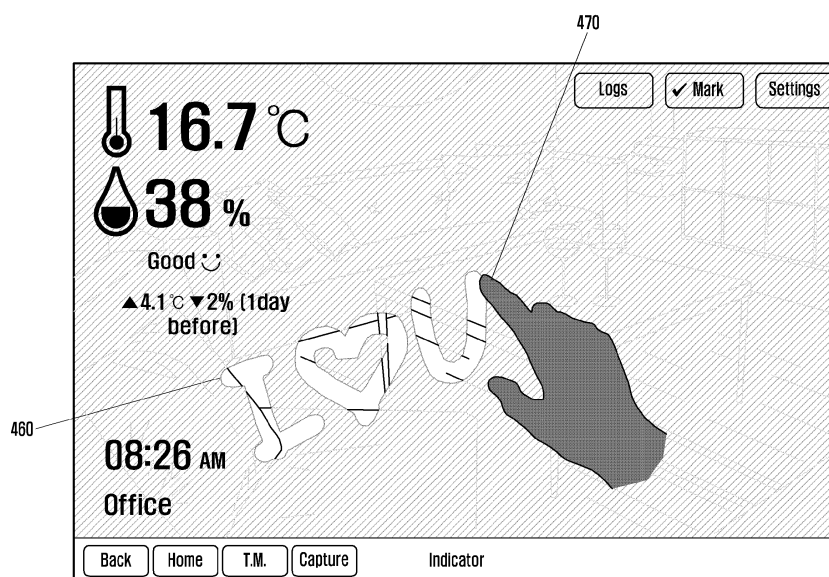 470
Logs ✔ Mark Settings
16.7 °C
38 %
Good
▲4.1°C ▼2% (1day
before)
I ♡ U
460
08:26 AM
Office
Back Home T.M. Capture Indicator